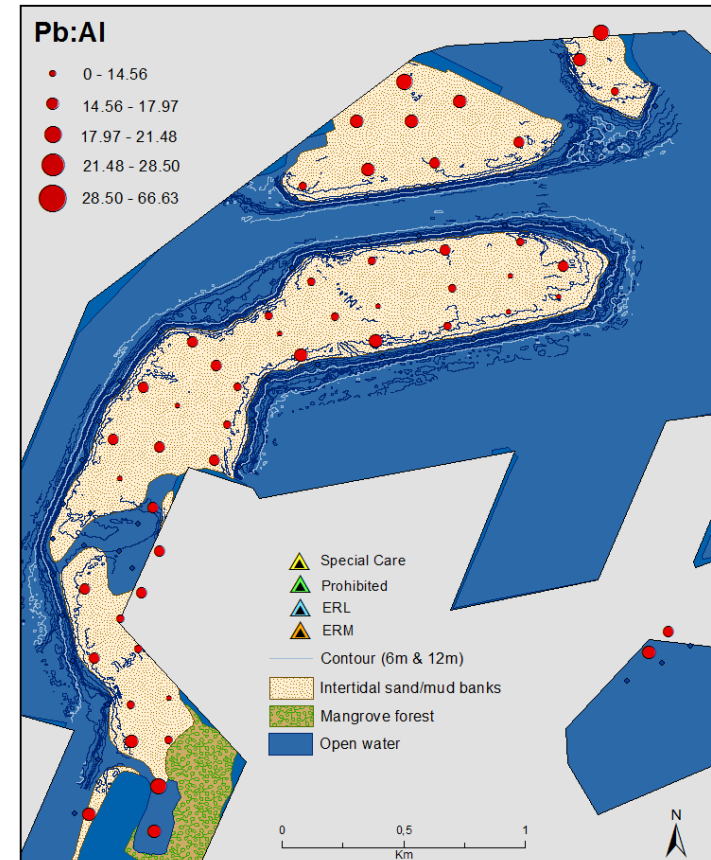 Pb:Al
0 - 14.56
14.56 - 17.97
17.97 - 21.48
21.48 - 28.50
28.50 - 66.63
Special Care
Prohibited
ERL
ERM
Contour (6m & 12m)
Intertidal sand/mud banks
Mangrove forest
Open water
N
0 0,5 1
Km